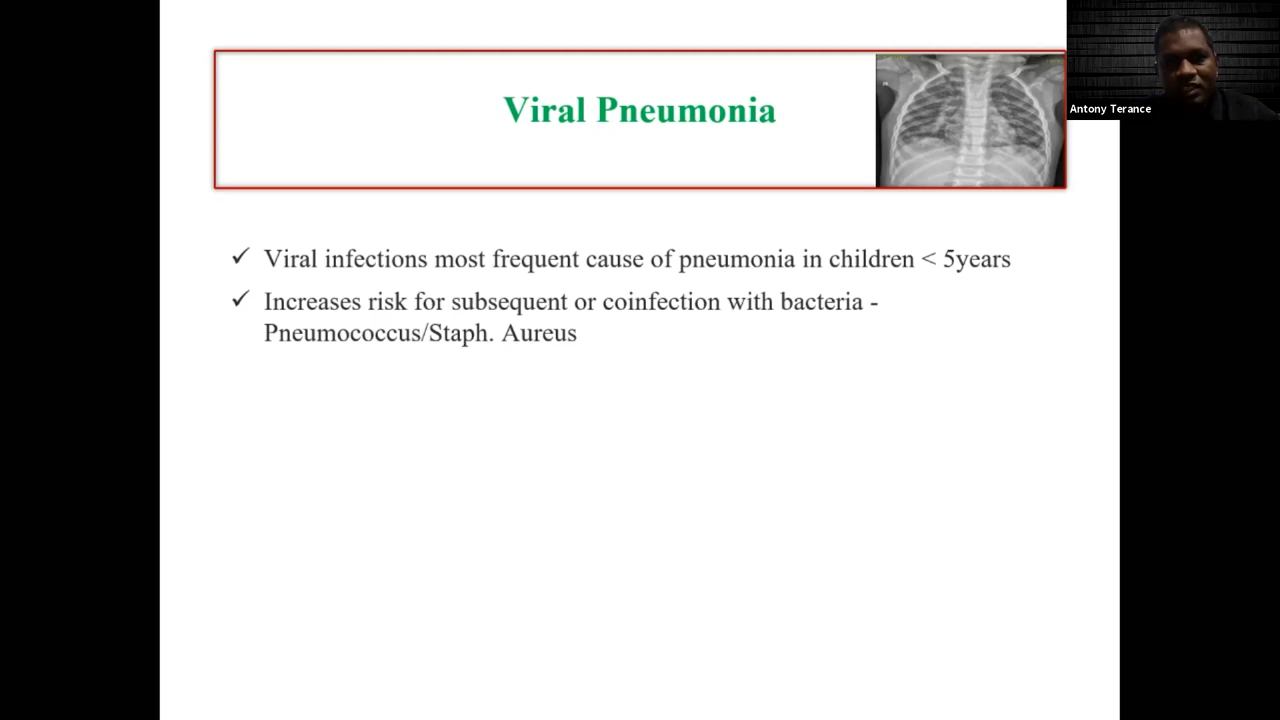 Viral Pneumonia
Antony Terance
✓ Viral infections most frequent cause of pneumonia in children < 5years
✓ Increases risk for subsequent or coinfection with bacteria -
Pneumococcus/Staph. Aureus